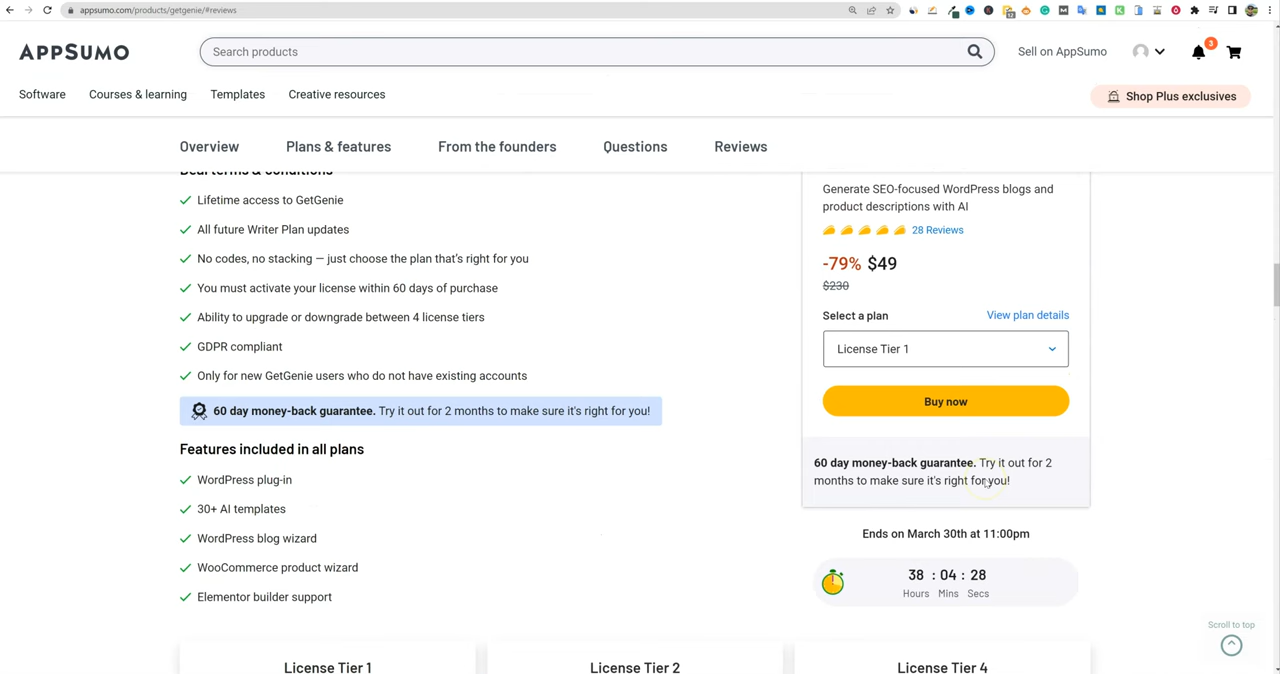 appsumo.com/products/getgenie/#reviews
12
APPSUMO
Search products
Sell on AppSumo
3
Software
Courses & learning
Templates
Creative resources
Shop Plus exclusives
Overview
Plans & features
From the founders
Questions
Reviews
Deal terms & conditions
Lifetime access to GetGenie
All future Writer Plan updates
No codes, no stacking — just choose the plan that's right for you
You must activate your license within 60 days of purchase
Ability to upgrade or downgrade between 4 license tiers
GDPR compliant
Only for new GetGenie users who do not have existing accounts
60 day money-back guarantee. Try it out for 2 months to make sure it's right for you!
Features included in all plans
WordPress plug-in
30+ AI templates
WordPress blog wizard
WooCommerce product wizard
Elementor builder support
Generate SEO-focused WordPress blogs and
product descriptions with AI
28 Reviews
-79% $49
$230
Select a plan
View plan details
License Tier 1
Buy now
60 day money-back guarantee. Try it out for 2
months to make sure it's right for you!
Ends on March 30th at 11:00pm
38 : 04 : 28
Hours Mins Secs
Scroll to top
License Tier 1
License Tier 2
License Tier 4